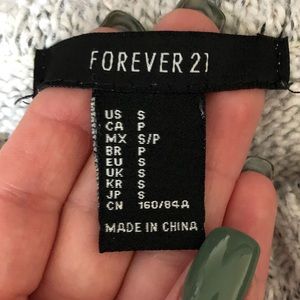 FOREVER 21
US S
CA P
MX S/P
BR P
EU S
UK S
KR S
JP S
CN 160/84A
MADE IN CHINA